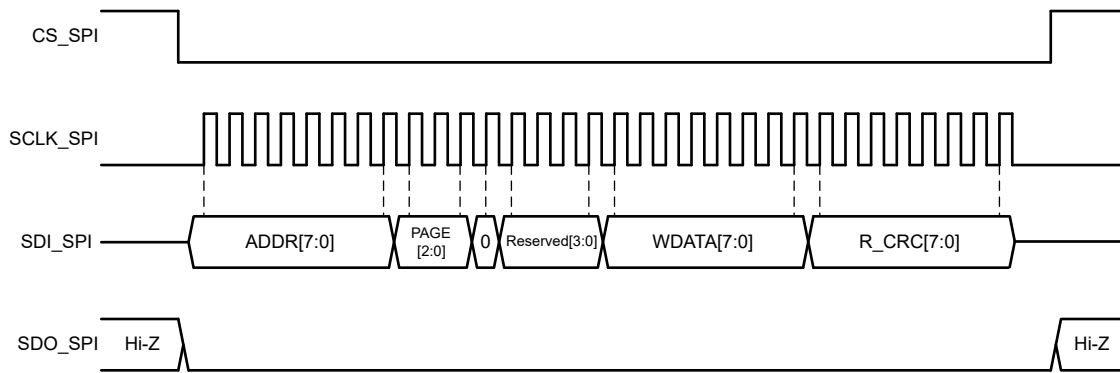 CS_SPI
SCLK_SPI
SDI_SPI
ADDR[7:0]
PAGE
[2:0]
0
Reserved[3:0]
WDATA[7:0]
R_CRC[7:0]
SDO_SPI
Hi-Z
Hi-Z